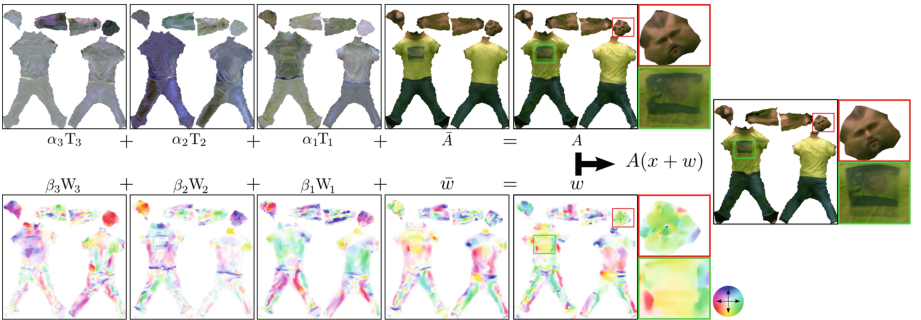 α₃T₃ + α₂T₂ + α₁T₁ + Ā = A
A(x + w)
β₃W₃ + β₂W₂ + β₁W₁ + w̄ = w